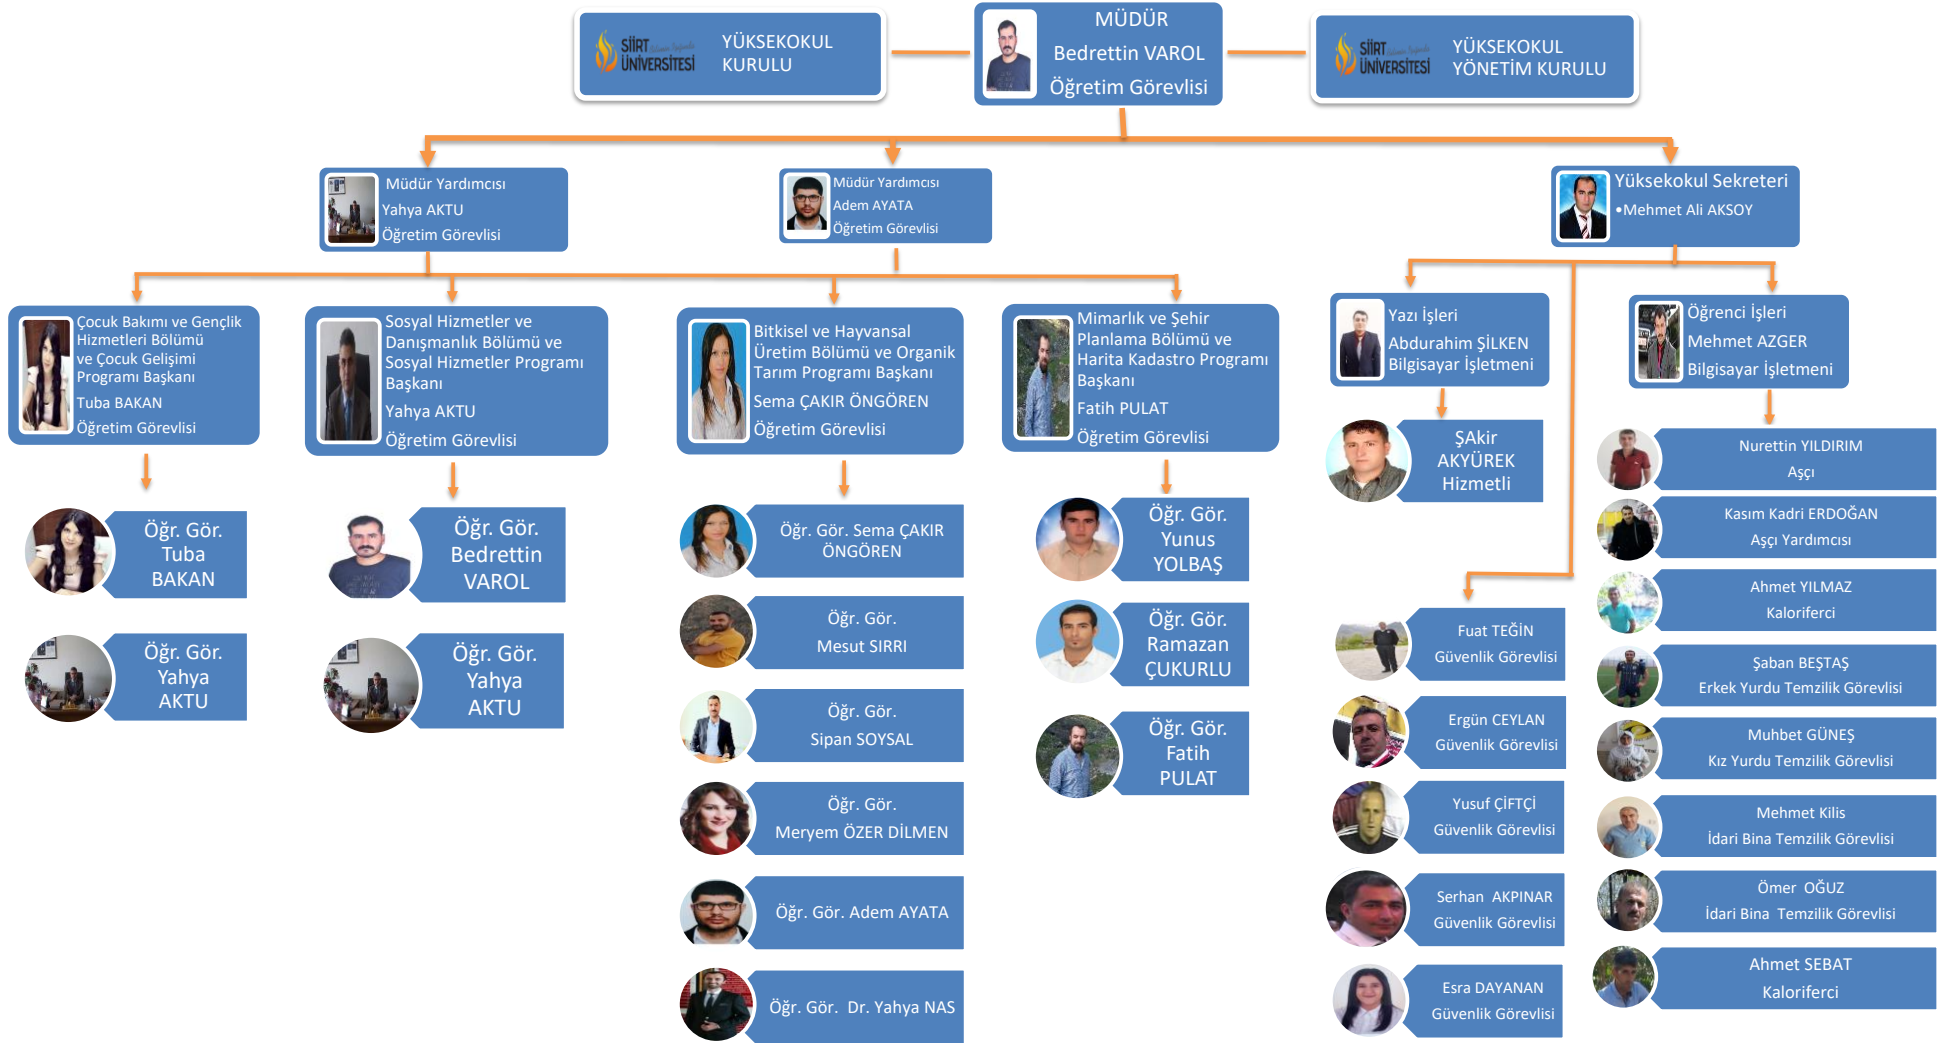 SİİRT
ÜNİVERSİTESİ
YÜKSEKOKUL
KURULU
MÜDÜR
Bedrettin VAROL
Öğretim Görevlisi
SİİRT
ÜNİVERSİTESİ
YÜKSEKOKUL
YÖNETİM KURULU
Müdür Yardımcısı
Yahya AKTU
Öğretim Görevlisi
Müdür Yardımcısı
Adem AYATA
Öğretim Görevlisi
Yüksekokul Sekreteri
•Mehmet Ali AKSOY
Çocuk Bakımı ve Gençlik
Hizmetleri Bölümü
ve Çocuk Gelişimi
Programı Başkanı
Tuba BAKAN
Öğretim Görevlisi
Sosyal Hizmetler ve
Danışmanlık Bölümü ve
Sosyal Hizmetler Programı
Başkanı
Yahya AKTU
Öğretim Görevlisi
Bitkisel ve Hayvansal
Üretim Bölümü ve Organik
Tarım Programı Başkanı
Sema ÇAKIR ÖNGÖREN
Öğretim Görevlisi
Mimarlık ve Şehir
Planlama Bölümü ve
Harita Kadastro Programı
Başkanı
Fatih PULAT
Öğretim Görevlisi
Yazı İşleri
Abdurahim ŞİLKEN
Bilgisayar İşletmeni
Öğrenci İşleri
Mehmet AZGER
Bilgisayar İşletmeni
Öğr. Gör.
Tuba
BAKAN
Öğr. Gör.
Yahya
AKTU
Öğr. Gör.
Bedrettin
VAROL
Öğr. Gör.
Yahya
AKTU
Öğr. Gör. Sema ÇAKIR
ÖNGÖREN
Öğr. Gör.
Mesut SIRRI
Öğr. Gör.
Sipan SOYSAL
Öğr. Gör.
Meryem ÖZER DİLMEN
Öğr. Gör. Adem AYATA
Öğr. Gör.  Dr. Yahya NAS
Öğr. Gör.
Yunus
YOLBAŞ
Öğr. Gör.
Ramazan
ÇUKURLU
Öğr. Gör.
Fatih
PULAT
ŞAkir
AKYÜREK
Hizmetli
Fuat TEĞİN
Güvenlik Görevlisi
Ergün CEYLAN
Güvenlik Görevlisi
Yusuf ÇİFTÇİ
Güvenlik Görevlisi
Serhan  AKPINAR
Güvenlik Görevlisi
Esra DAYANAN
Güvenlik Görevlisi
Nurettin YILDIRIM
Aşçı
Kasım Kadri ERDOĞAN
Aşçı Yardımcısı
Ahmet YILMAZ
Kaloriferci
Şaban BEŞTAŞ
Erkek Yurdu Temzilik Görevlisi
Muhbet GÜNEŞ
Kız Yurdu Temzilik Görevlisi
Mehmet Kilis
İdari Bina Temzilik Görevlisi
Ömer  OĞUZ
İdari Bina  Temzilik Görevlisi
Ahmet SEBAT
Kaloriferci